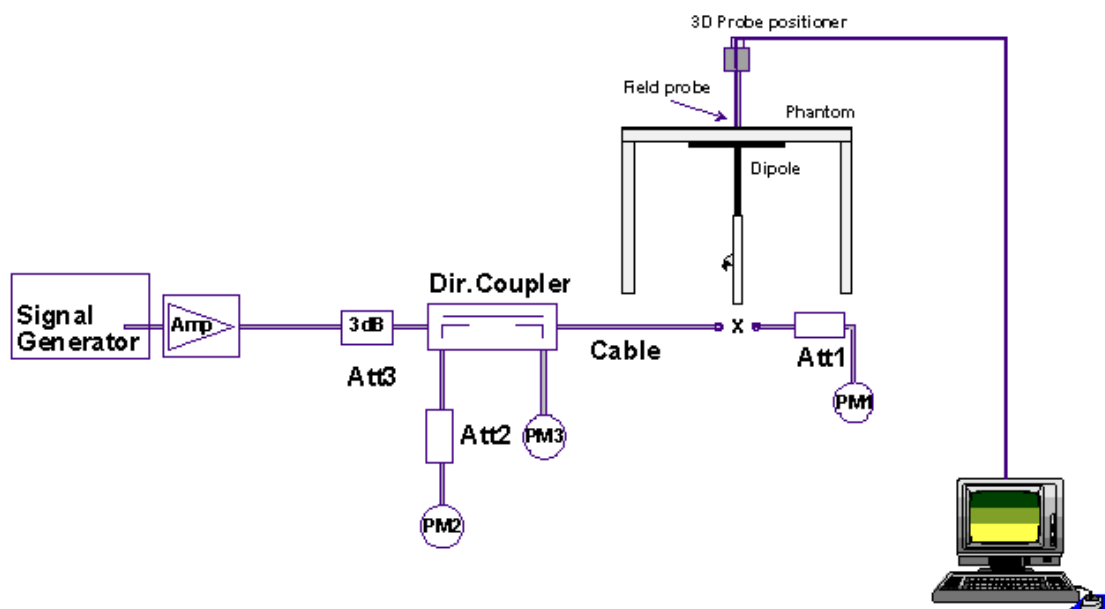 3D Probe positioner
Field probe
Phantom
Dipole
Signal
Generator
Amp
3dB
Att3
Dir.Coupler
Cable
X
Att1
PM1
Att2
PM3
PM2